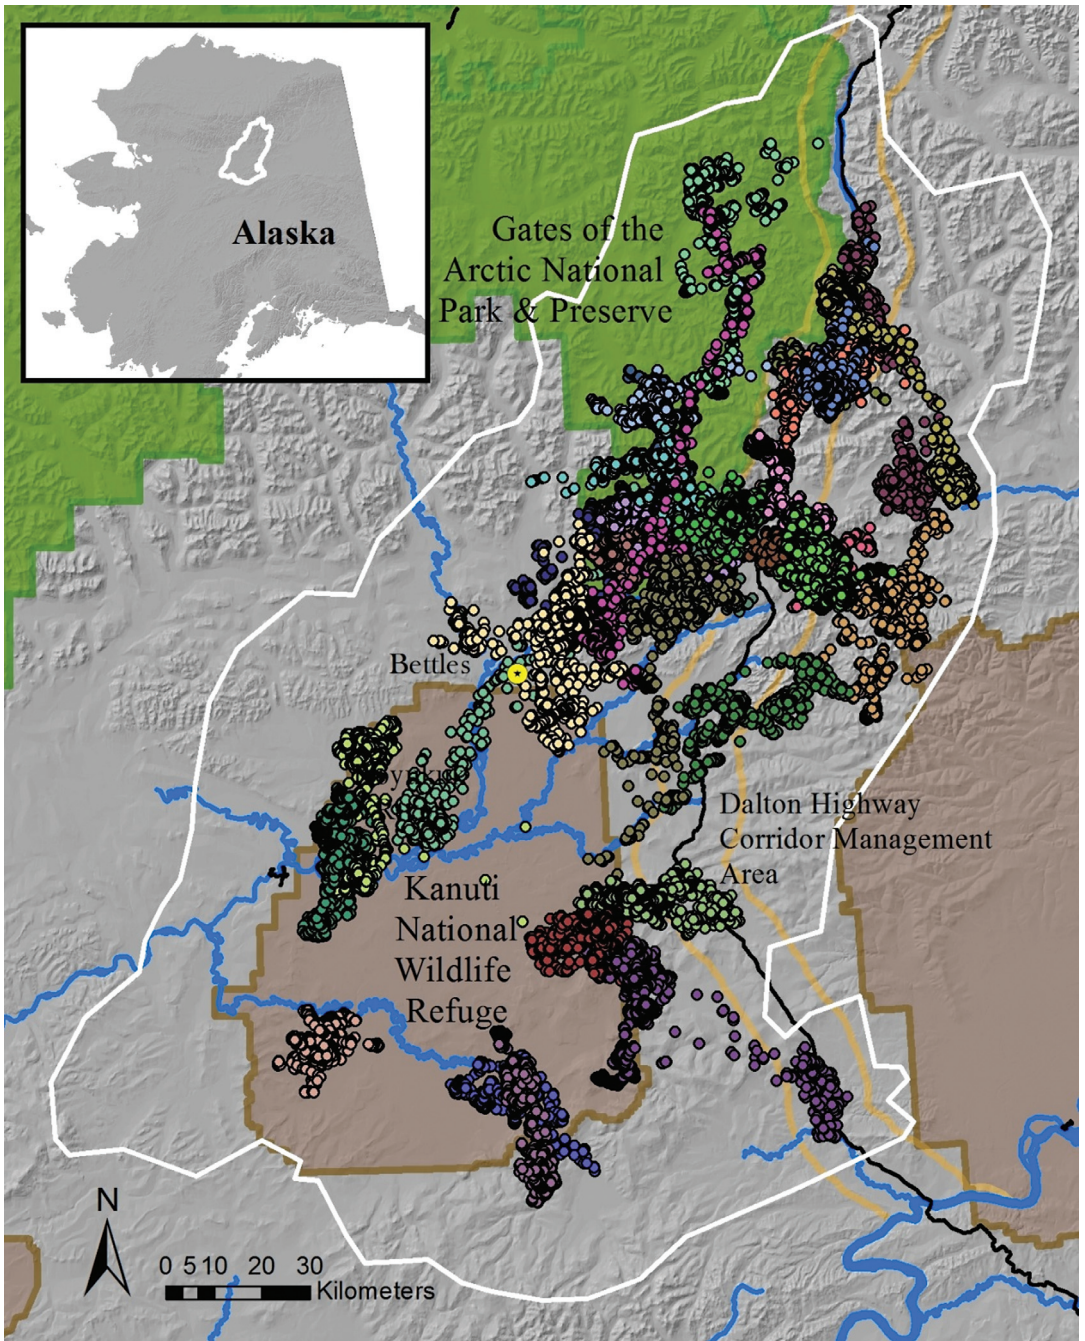 Alaska
Gates of the
Arctic National
Park & Preserve
Bettles
Dalton Highway
Corridor Management
Area
Kanuti
National
Wildlife
Refuge
N
0 5 10 20 30
Kilometers